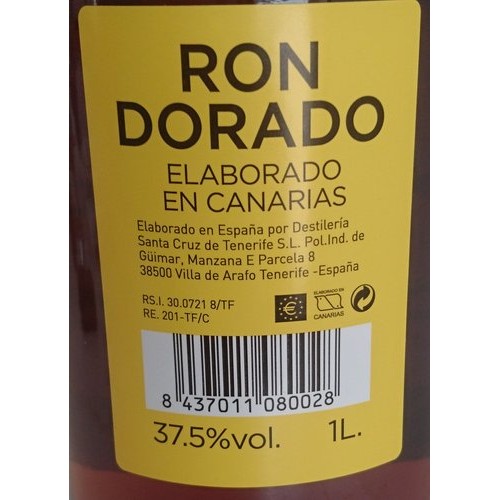 RON
DORADO
ELABORADO
EN CANARIAS
Elaborado en España por Destilería
Santa Cruz de Tenerife S.L. Pol.Ind. de
Güimar, Manzana E Parcela 8
38500 Villa de Arafo Tenerife -España
RS.I. 30.0721 8/TF
RE. 201-TF/C
ELABORADO EN
CANARIAS
8 437011 080028
37.5%vol. 1L.